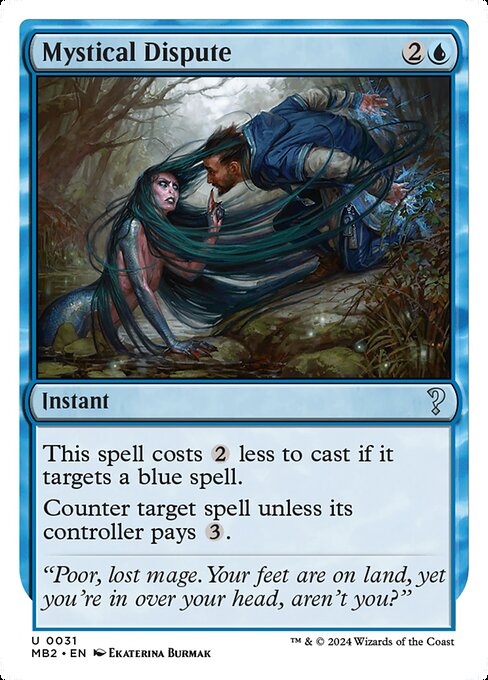 Mystical Dispute 2
Instant
This spell costs 2 less to cast if it
targets a blue spell.
Counter target spell unless its
controller pays 3.
“Poor, lost mage. Your feet are on land, yet
you’re in over your head, aren’t you?”
U 0031
MB2 • EN Ekaterina Burmak
™ & © 2024 Wizards of the Coast